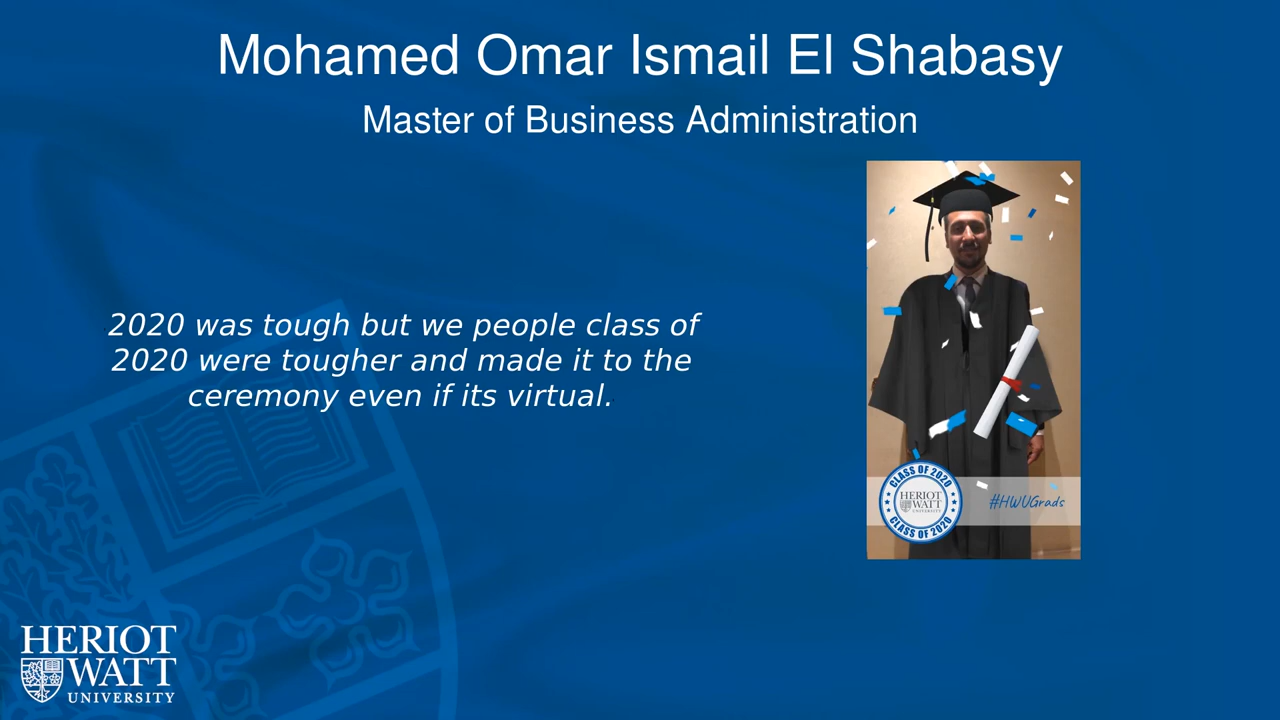 Mohamed Omar Ismail El Shabasy
Master of Business Administration
2020 was tough but we people class of
2020 were tougher and made it to the
ceremony even if its virtual.
CLASS OF 2020
HERIOT
WATT
UNIVERSITY
CLASS OF 2020
#HWUGrads
HERIOT
WATT
UNIVERSITY